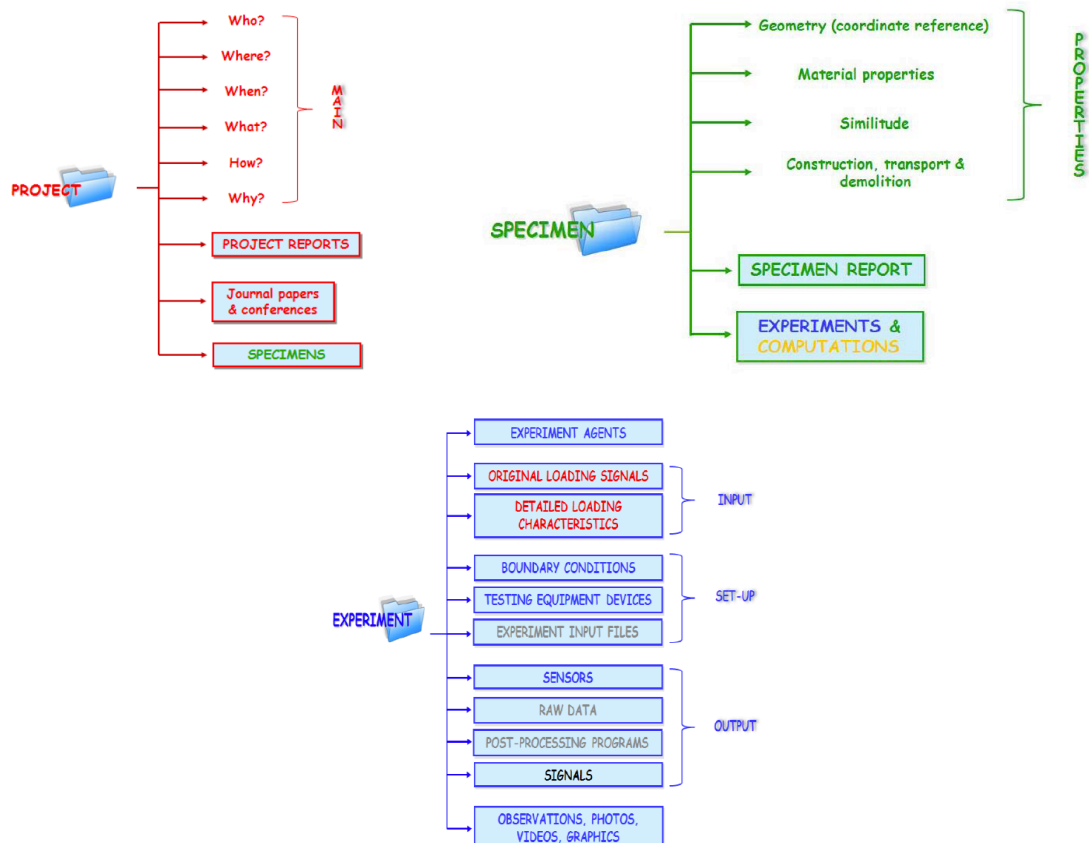 Who?
Where?
When?
What?
How?
Why?
MAIN
PROJECT
PROJECT REPORTS
Journal papers
& conferences
SPECIMENS
Geometry (coordinate reference)
Material properties
Similitude
Construction, transport &
demolition
PROPERTIES
SPECIMEN
SPECIMEN REPORT
EXPERIMENTS &
COMPUTATIONS
EXPERIMENT AGENTS
ORIGINAL LOADING SIGNALS
DETAILED LOADING
CHARACTERISTICS
INPUT
BOUNDARY CONDITIONS
TESTING EQUIPMENT DEVICES
EXPERIMENT INPUT FILES
SET-UP
EXPERIMENT
SENSORS
RAW DATA
POST-PROCESSING PROGRAMS
SIGNALS
OUTPUT
OBSERVATIONS, PHOTOS,
VIDEOS, GRAPHICS